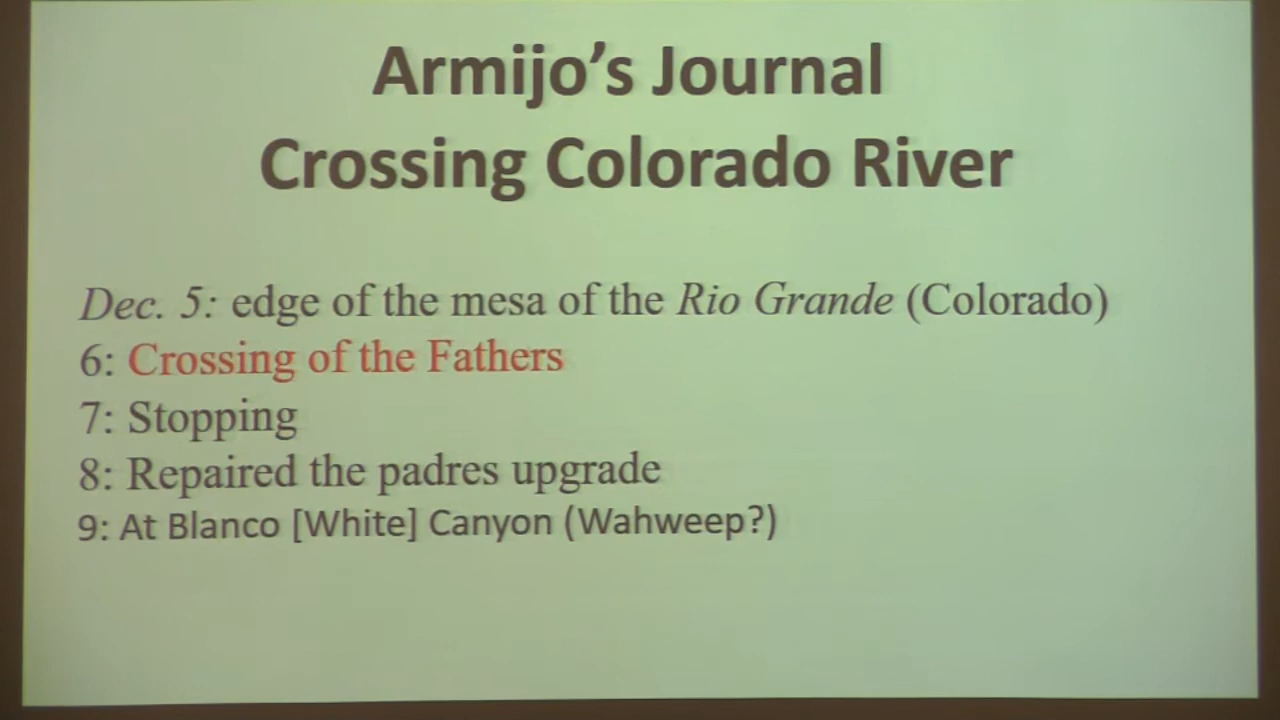 Armijo’s Journal
Crossing Colorado River
Dec. 5: edge of the mesa of the Rio Grande (Colorado)
6: Crossing of the Fathers
7: Stopping
8: Repaired the padres upgrade
9: At Blanco [White] Canyon (Wahweep?)